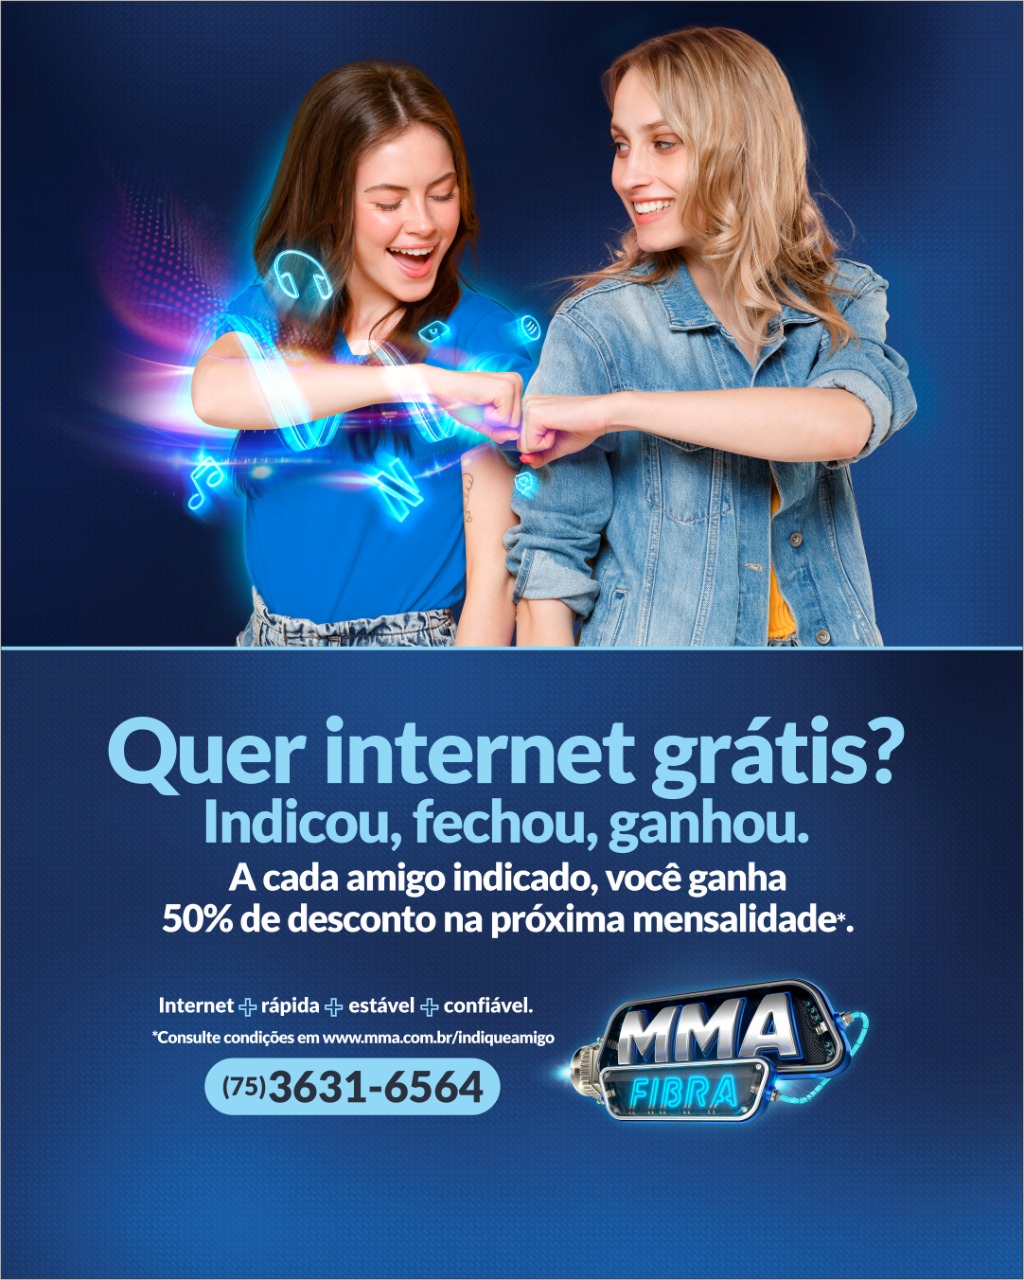 Quer internet grátis?
Indicou, fechou, ganhou.
A cada amigo indicado, você ganha
50% de desconto na próxima mensalidade*.
Internet + rápida + estável + confiável.
*Consulte condições em www.mma.com.br/indiqueamigo
(75)3631-6564
MMA
FIBRA
N